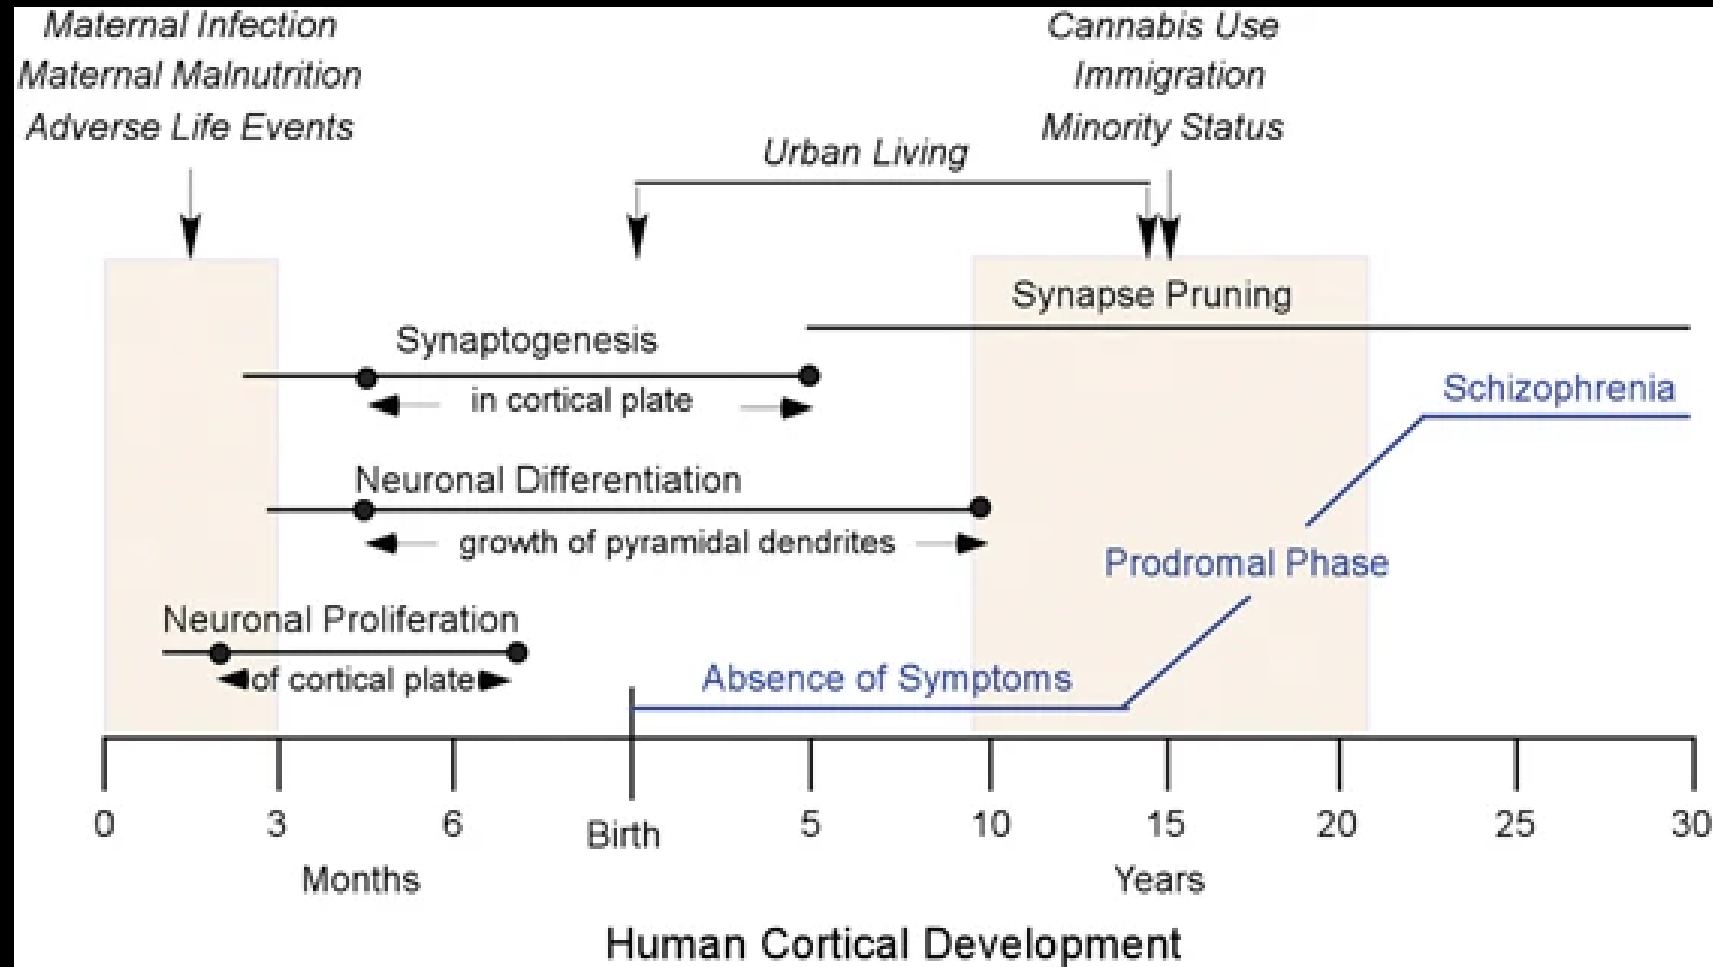 Maternal Infection
Maternal Malnutrition
Adverse Life Events
Cannabis Use
Immigration
Minority Status
Urban Living
Synapse Pruning
Synaptogenesis
in cortical plate
Schizophrenia
Neuronal Differentiation
growth of pyramidal dendrites
Prodromal Phase
Neuronal Proliferation
of cortical plate
Absence of Symptoms
0 3 6 Birth 5 10 15 20 25 30
Months Years
Human Cortical Development